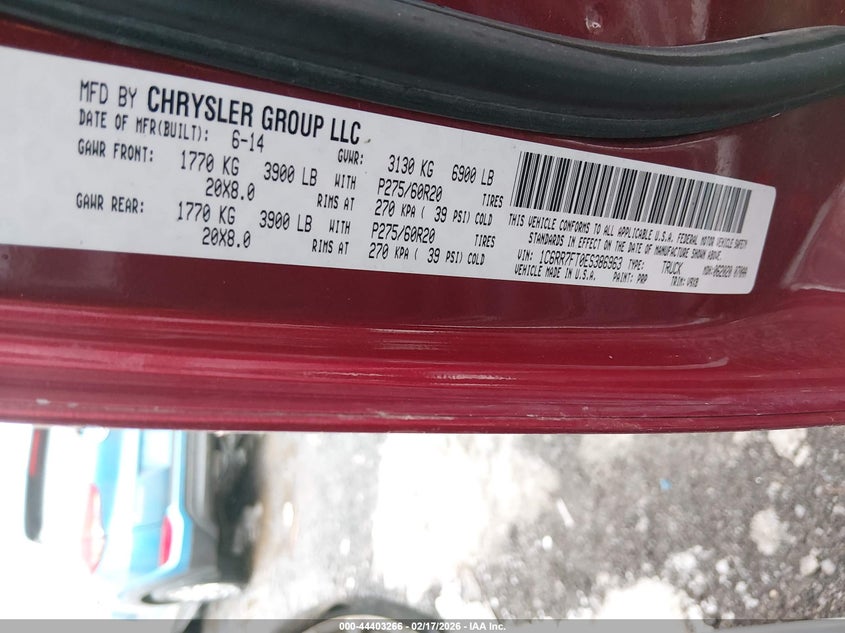 MFD BY CHRYSLER GROUP LLC
DATE OF MFR(BUILT): 6-14 GVWR: 3130 KG 6900 LB
GAWR FRONT: 1770 KG 3900 LB WITH P275/60R20 TIRES
20X8.0 RIMS AT 270 KPA ( 39 PSI) COLD
GAWR REAR: 1770 KG 3900 LB WITH P275/60R20 TIRES
20X8.0 RIMS AT 270 KPA ( 39 PSI) COLD
THIS VEHICLE CONFORMS TO ALL APPLICABLE U.S.A. FEDERAL MOTOR VEHICLE SAFETY
STANDARDS IN EFFECT ON THE DATE OF MANUFACTURE SHOWN ABOVE.
VIN: 1C6RR7FT0ES386963 TYPE: TRUCK
VEHICLE MADE IN U.S.A. PAINT: PRP TRIM: V9X8
000-44403266 - 02/17/2026 - IAA Inc.